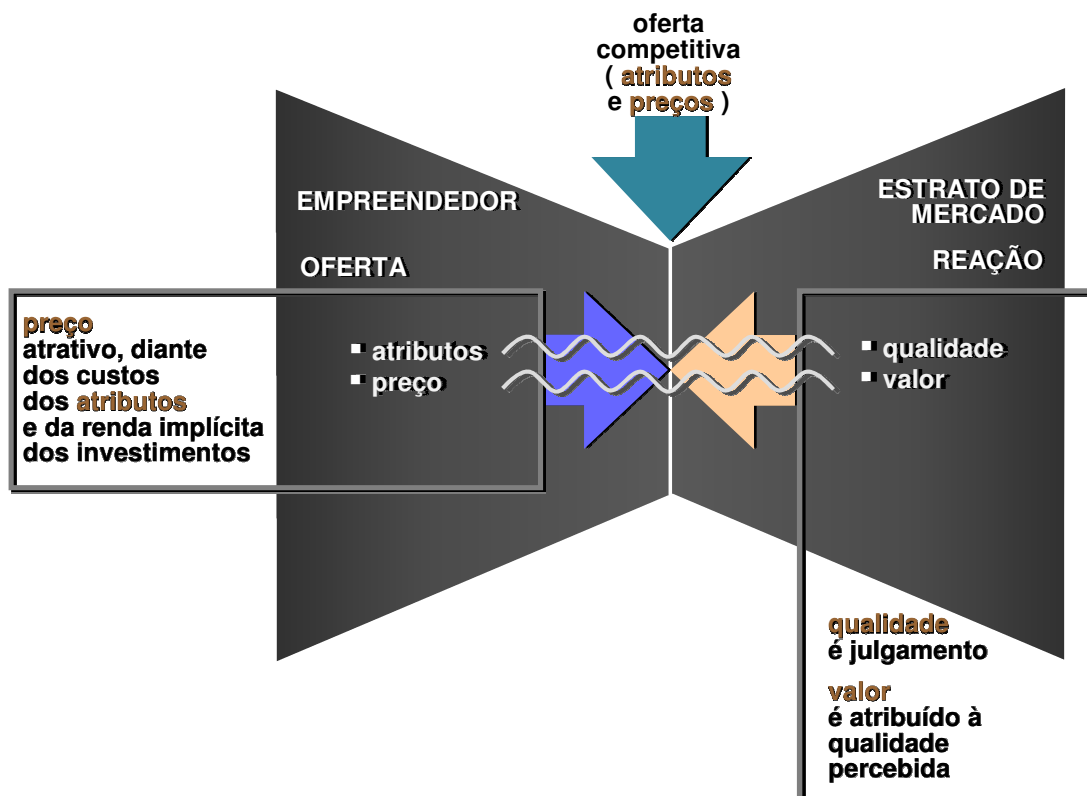 oferta
competitiva
( atributos
e preços )
EMPREENDEDOR
OFERTA
ESTRATO DE
MERCADO
REAÇÃO
preço
atrativo, diante
dos custos
dos atributos
e da renda implícita
dos investimentos
▪ atributos
▪ preço
▪ qualidade
▪ valor
qualidade
é julgamento
valor
é atribuído à
qualidade
percebida